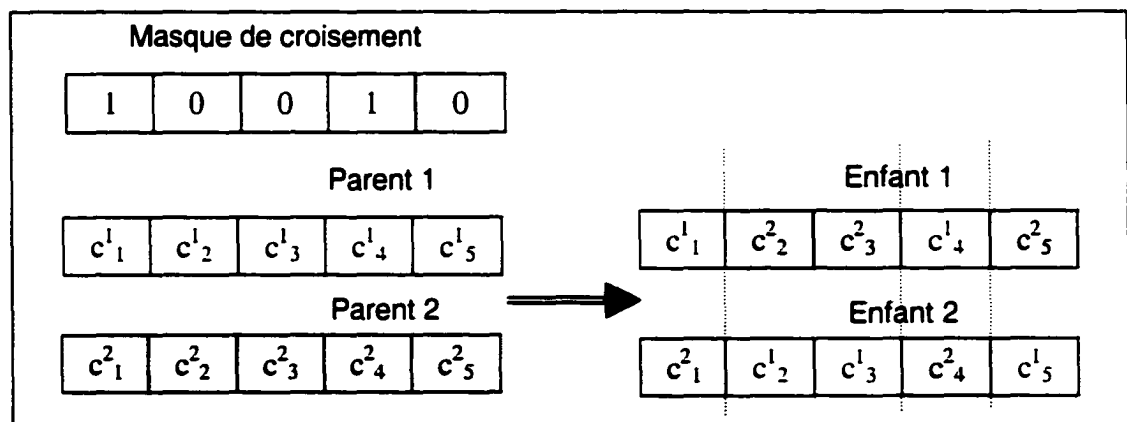 Masque de croisement
1 0 0 1 0
Parent 1
c¹₁ c¹₂ c¹₃ c¹₄ c¹₅
Parent 2
c²₁ c²₂ c²₃ c²₄ c²₅
Enfant 1
c¹₁ c²₂ c²₃ c¹₄ c²₅
Enfant 2
c²₁ c¹₂ c¹₃ c²₄ c¹₅